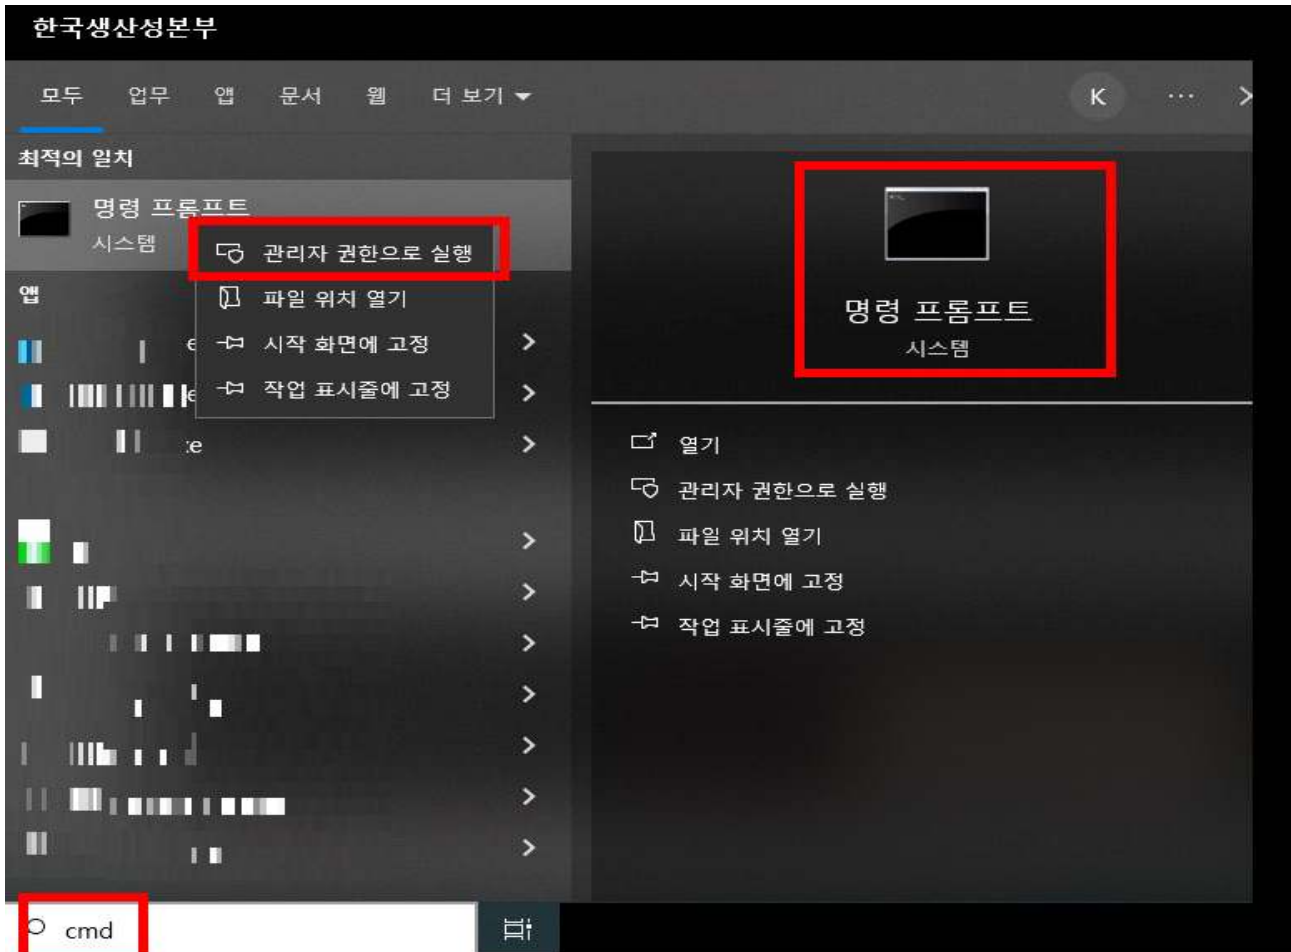 한국생산성본부
모두 업무 앱 문서 웹 더 보기
K ...
최적의 일치
명령 프롬프트
시스템
관리자 권한으로 실행
파일 위치 열기
시작 화면에 고정
작업 표시줄에 고정
앱
명령 프롬프트
시스템
열기
관리자 권한으로 실행
파일 위치 열기
시작 화면에 고정
작업 표시줄에 고정
cmd